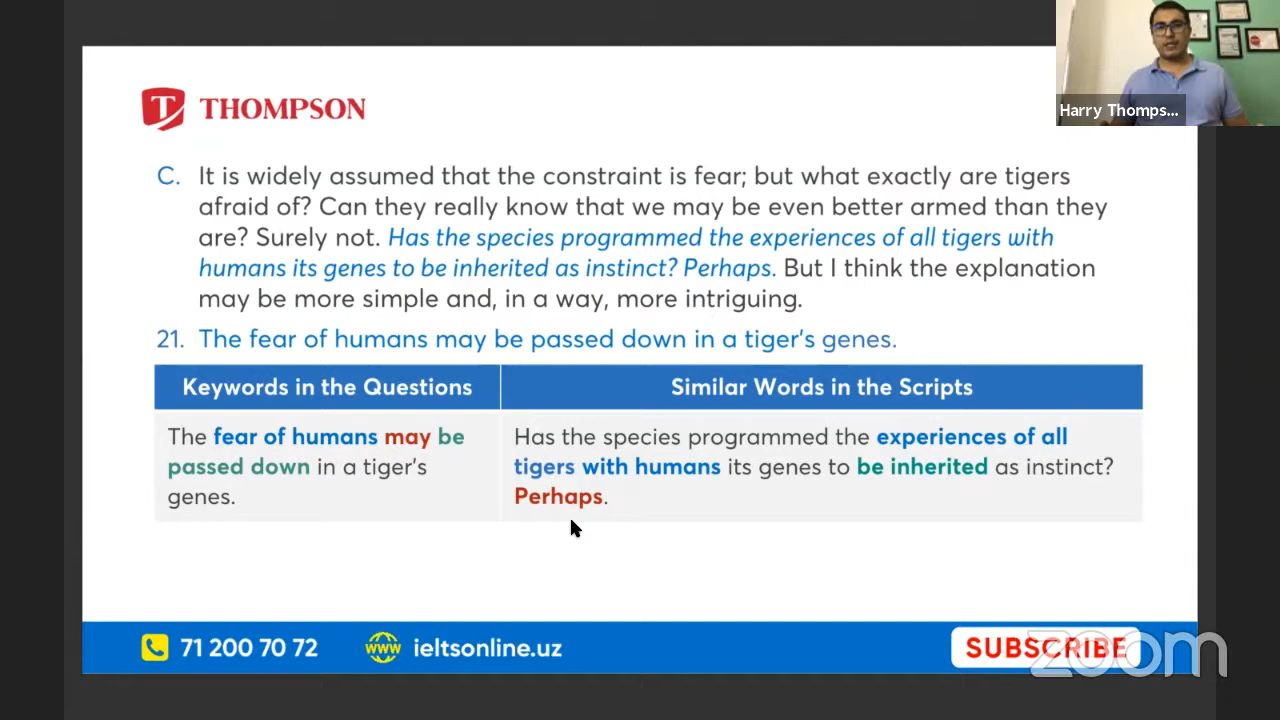 THOMPSON
Harry Thomps...
C. It is widely assumed that the constraint is fear; but what exactly are tigers
afraid of? Can they really know that we may be even better armed than they
are? Surely not. Has the species programmed the experiences of all tigers with
humans its genes to be inherited as instinct? Perhaps. But I think the explanation
may be more simple and, in a way, more intriguing.
21. The fear of humans may be passed down in a tiger's genes.
Keywords in the Questions
Similar Words in the Scripts
The fear of humans may be
passed down in a tiger's
genes.
Has the species programmed the experiences of all
tigers with humans its genes to be inherited as instinct?
Perhaps.
71 200 70 72
WWW
ieltsonline.uz
SUBSCRIBE
zoom